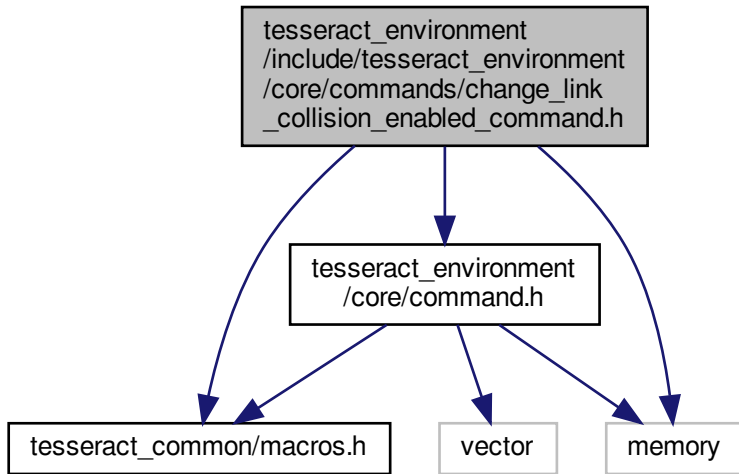 tesseract_environment
/include/tesseract_environment
/core/commands/change_link
_collision_enabled_command.h
tesseract_environment
/core/command.h
tesseract_common/macros.h
vector
memory